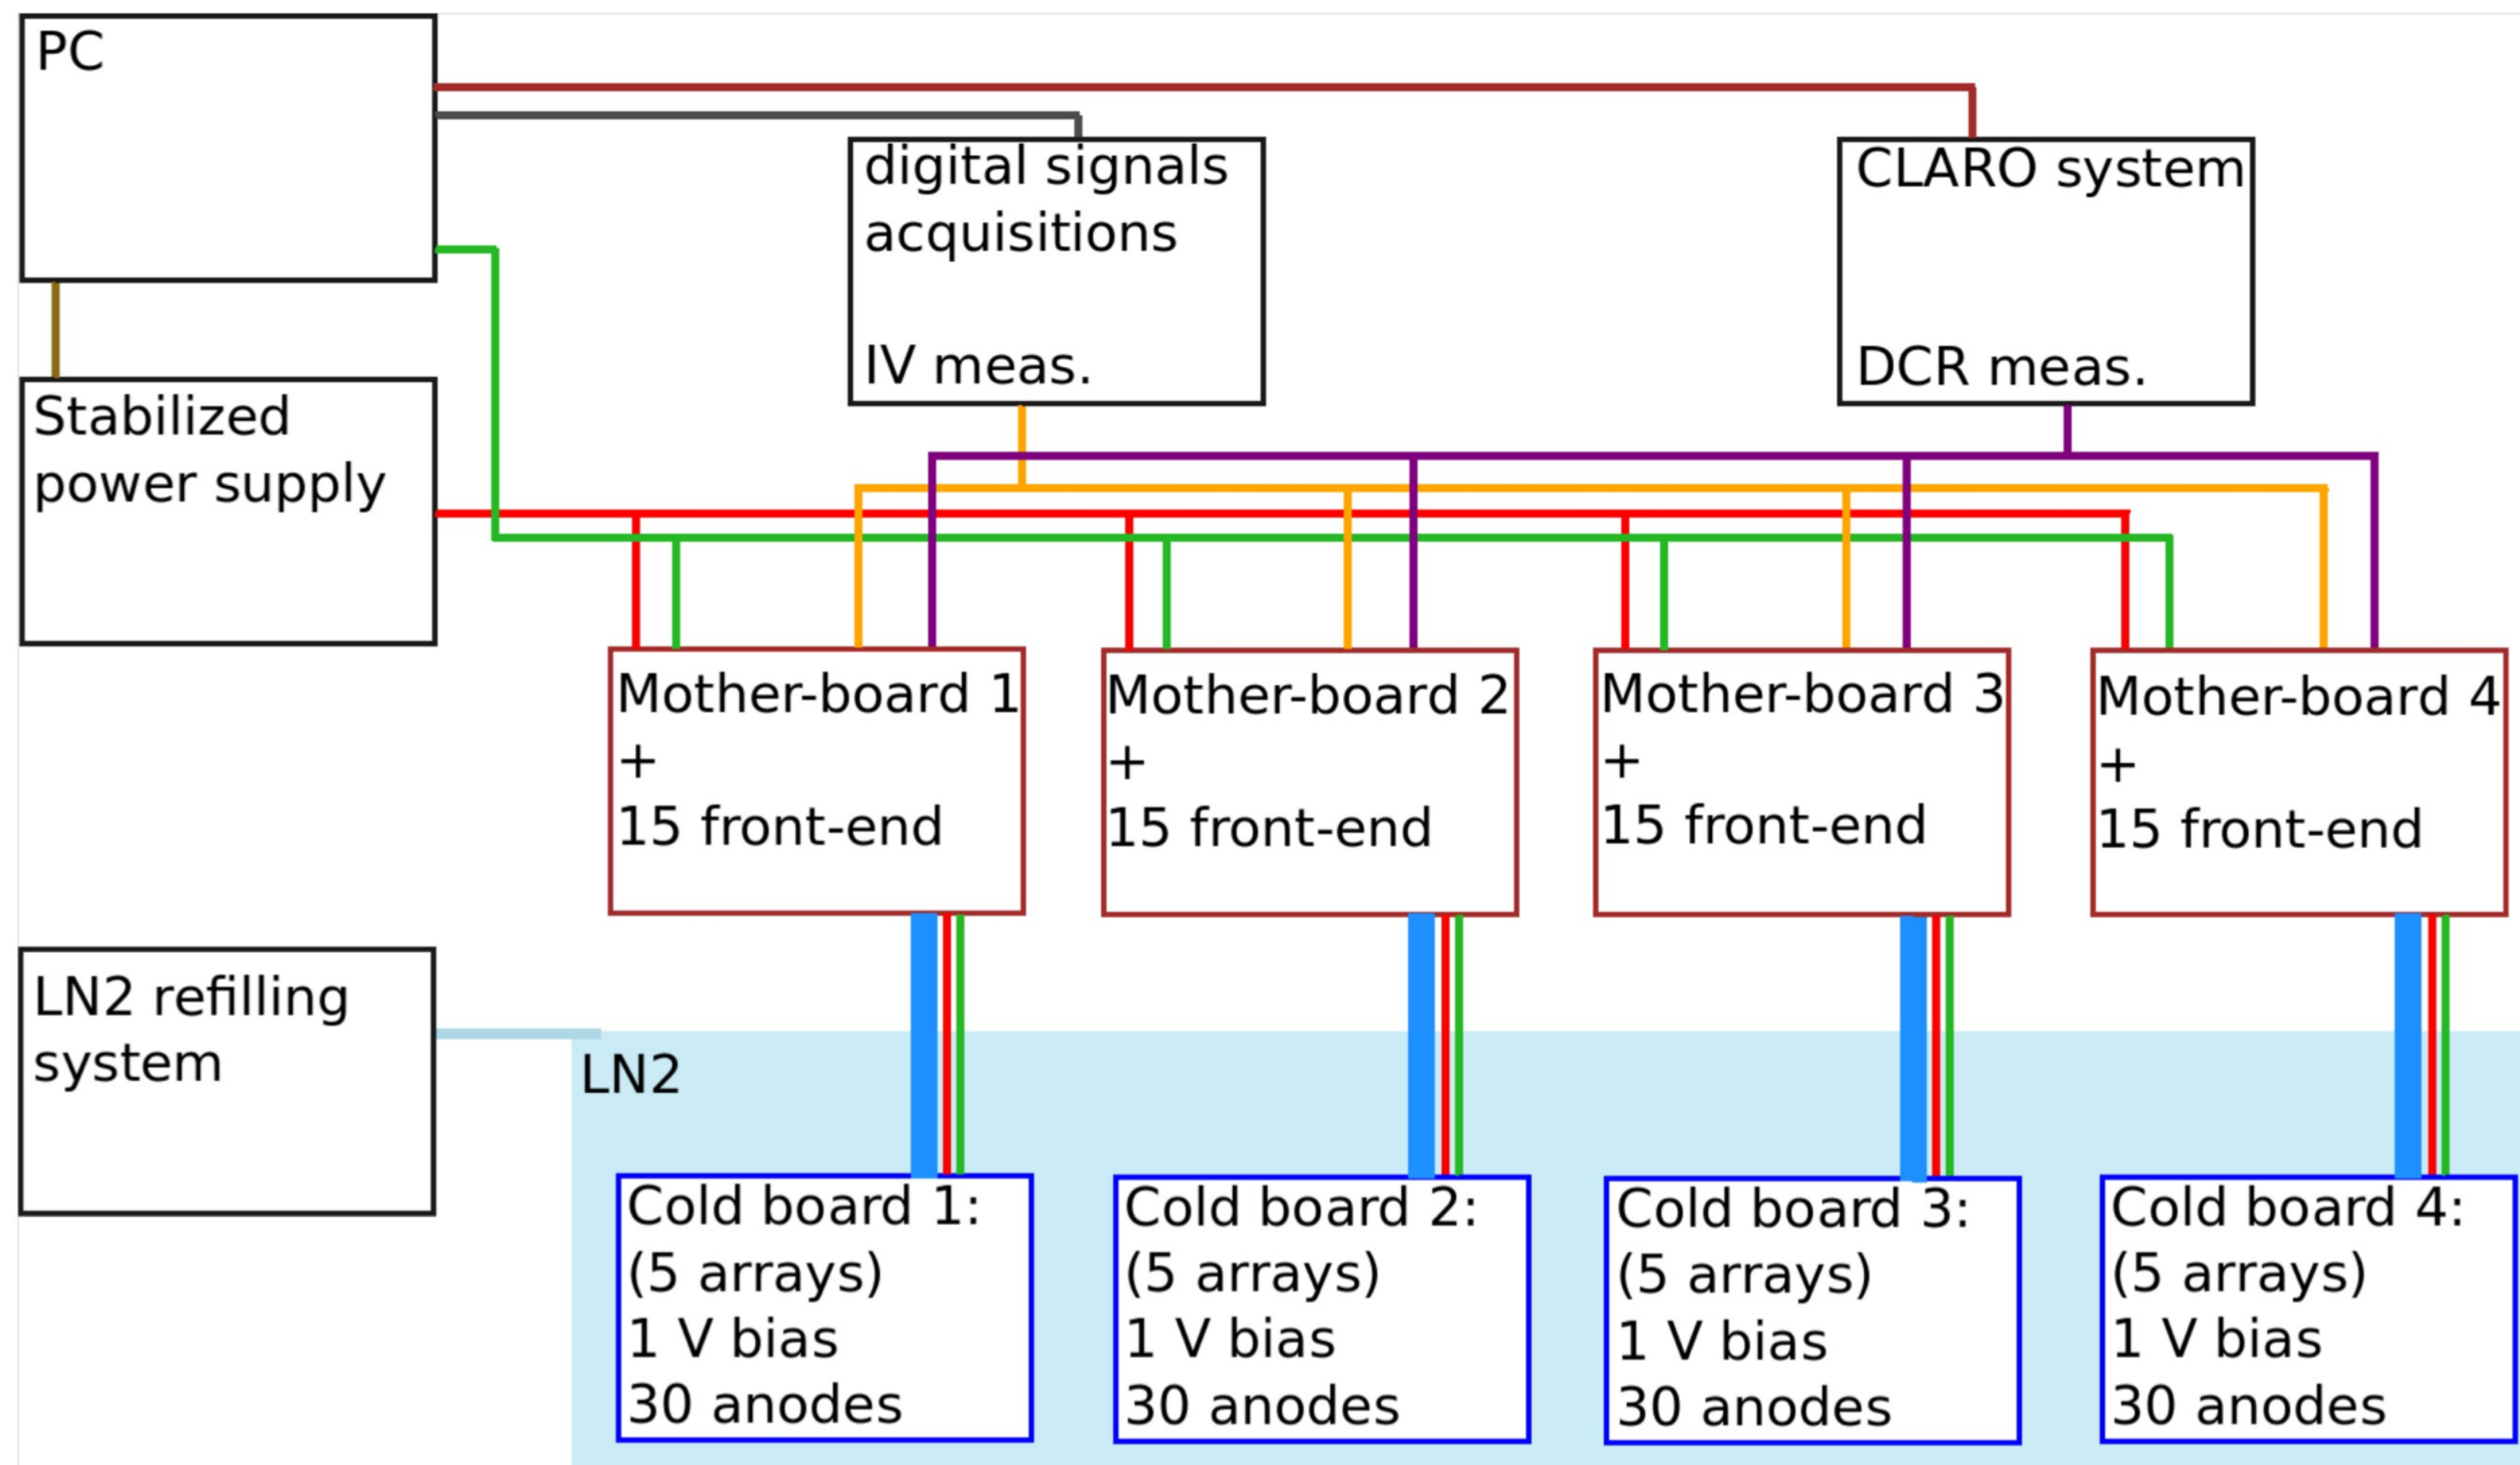 PC
digital signals
acquisitions
IV meas.
CLARO system
DCR meas.
Stabilized
power supply
Mother-board 1
+
15 front-end
Mother-board 2
+
15 front-end
Mother-board 3
+
15 front-end
Mother-board 4
+
15 front-end
LN2 refilling
system
LN2
Cold board 1:
(5 arrays)
1 V bias
30 anodes
Cold board 2:
(5 arrays)
1 V bias
30 anodes
Cold board 3:
(5 arrays)
1 V bias
30 anodes
Cold board 4:
(5 arrays)
1 V bias
30 anodes